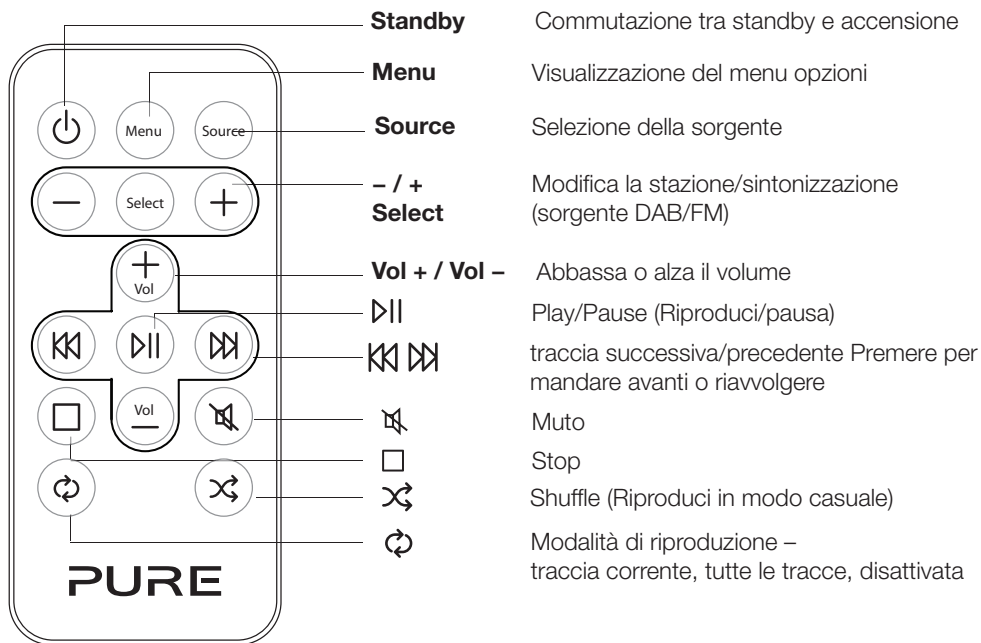 Standby Commutazione tra standby e accensione
Menu Visualizzazione del menu opzioni
Source Selezione della sorgente
– / + Modifica la stazione/sintonizzazione
Select (sorgente DAB/FM)
Vol + / Vol – Abbassa o alza il volume
Play/Pause (Riproduci/pausa)
traccia successiva/precedente Premere per
mandare avanti o riavvolgere
Muto
Stop
Shuffle (Riproduci in modo casuale)
Modalità di riproduzione –
traccia corrente, tutte le tracce, disattivata
Menu Source
– Select +
+
Vol
Vol
–
PURE